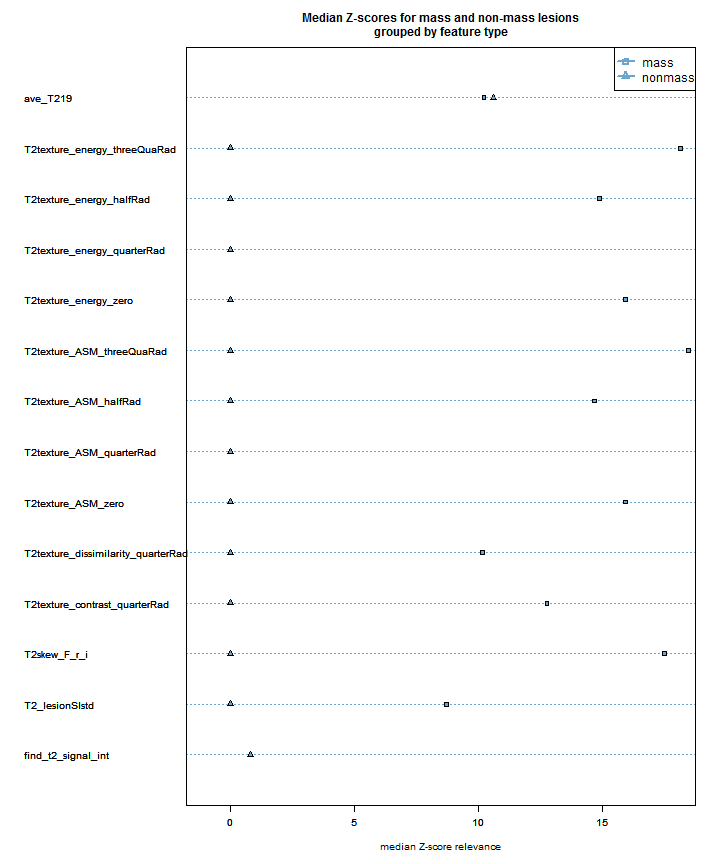 Median Z-scores for mass and non-mass lesions
grouped by feature type
mass
nonmass
ave_T219
T2texture_energy_threeQuaRad
T2texture_energy_halfRad
T2texture_energy_quarterRad
T2texture_energy_zero
T2texture_ASM_threeQuaRad
T2texture_ASM_halfRad
T2texture_ASM_quarterRad
T2texture_ASM_zero
T2texture_dissimilarity_quarterRad
T2texture_contrast_quarterRad
T2skew_F_r_i
T2_lesionSIstd
find_t2_signal_int
0 5 10 15
median Z-score relevance